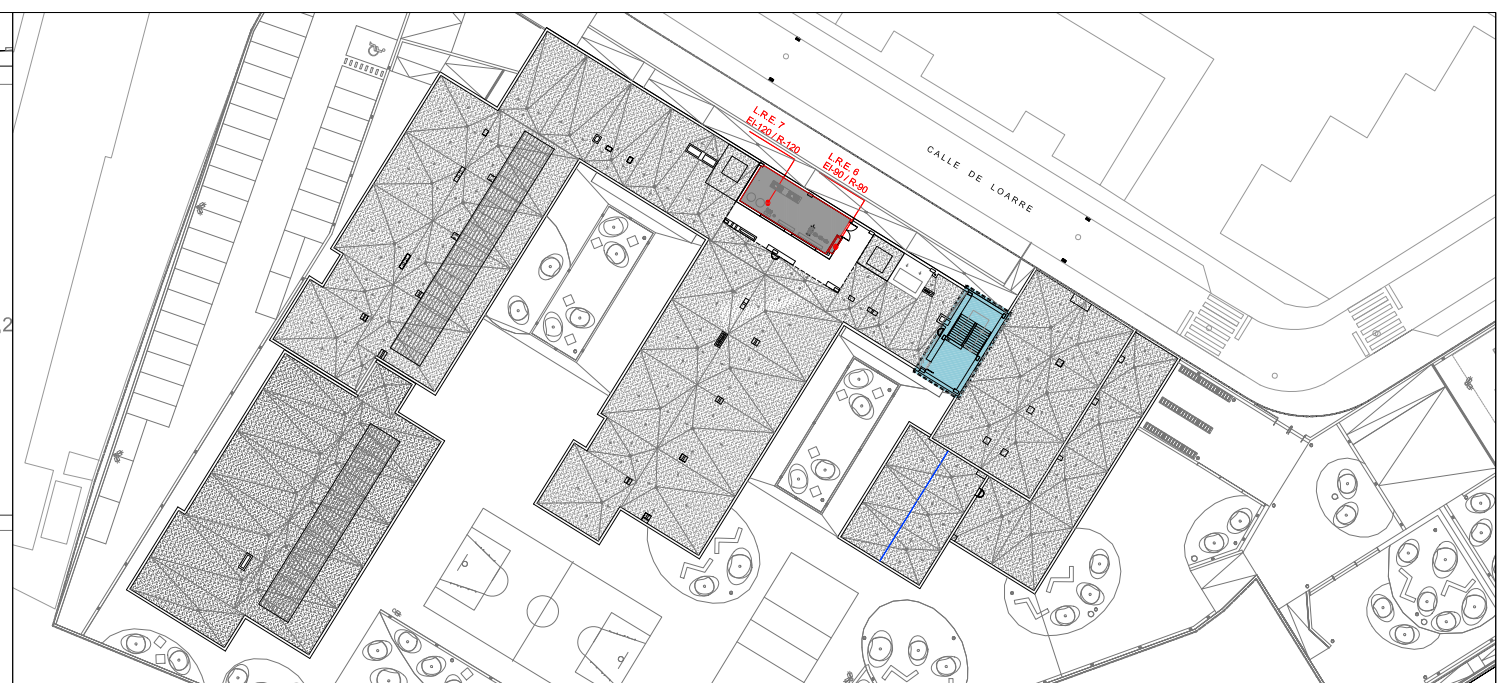 L.R.E. 7
EI-120 / R-120
L.R.E. 6
EI-90 / R-90
CALLE DE LOARRE
,2